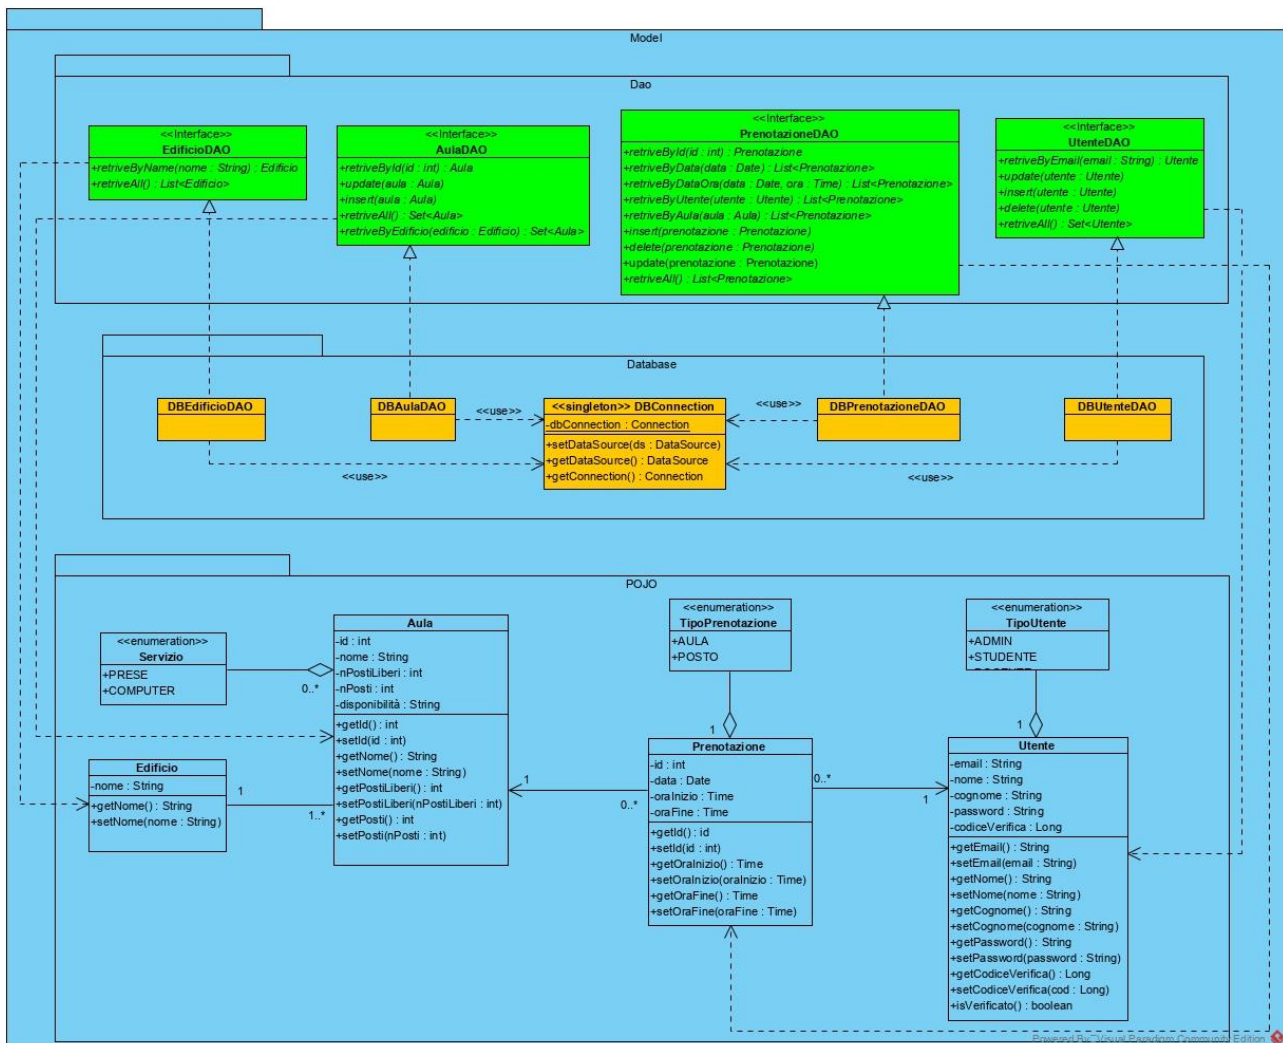 Model
Dao
<<Interface>>
EdificioDAO
+retriveByName(nome : String) : Edificio
+retriveAll() : List<Edificio>
<<Interface>>
AulaDAO
+retriveById(id : int) : Aula
+update(aula : Aula)
+insert(aula : Aula)
+retriveAll() : Set<Aula>
+retriveByEdificio(edificio : Edificio) : Set<Aula>
<<Interface>>
PrenotazioneDAO
+retriveById(id : int) : Prenotazione
+retriveByData(data : Date) : List<Prenotazione>
+retriveByDataOra(data : Date, ora : Time) : List<Prenotazione>
+retriveByUtente(utente : Utente) : List<Prenotazione>
+retriveByAula(aula : Aula) : List<Prenotazione>
+insert(prenotazione : Prenotazione)
+delete(prenotazione : Prenotazione)
+update(prenotazione : Prenotazione)
+retriveAll() : List<Prenotazione>
<<Interface>>
UtenteDAO
+retriveByEmail(email : String) : Utente
+update(utente : Utente)
+insert(utente : Utente)
+delete(utente : Utente)
+retriveAll() : Set<Utente>
Database
DBEdificioDAO
DBAulaDAO
<<use>>
<<singleton>> DBConnection
-dbConnection : Connection
+setDataSource(ds : DataSource)
+getDataSource() : DataSource
+getConnection() : Connection
<<use>>
DBPrenotazioneDAO
DBUtenteDAO
<<use>>
<<use>>
POJO
<<enumeration>>
Servizio
+PRESE
+COMPUTER
0..*
Aula
-id : int
-nome : String
-nPostiLiberi : int
-nPosti : int
-disponibilità : String
+getId() : int
+setId(id : int)
+getNome() : String
+setNome(nome : String)
+getPostiLiberi() : int
+setPostiLiberi(nPostiLiberi : int)
+getPosti() : int
+setPosti(nPosti : int)
<<enumeration>>
TipoPrenotazione
+AULA
+POSTO
1
<<enumeration>>
TipoUtente
+ADMIN
+STUDENTE
1
Edificio
-nome : String
+getNome() : String
+setNome(nome : String)
1
1..*
1
0..*
Prenotazione
-id : int
-data : Date
-oraInizio : Time
-oraFine : Time
+getId() : id
+setId(id : int)
+getOraInizio() : Time
+setOraInizio(oraInizio : Time)
+getOraFine() : Time
+setOraFine(oraFine : Time)
0..*
1
Utente
-email : String
-nome : String
-cognome : String
-password : String
-codiceVerifica : Long
+getEmail() : String
+setEmail(email : String)
+getNome() : String
+setNome(nome : String)
+getCognome() : String
+setCognome(cognome : String)
+getPassword() : String
+setPassword(password : String)
+getCodiceVerifica() : Long
+setCodiceVerifica(cod : Long)
+isVerificato() : boolean
Powered By Visual Paradigm Community Edition